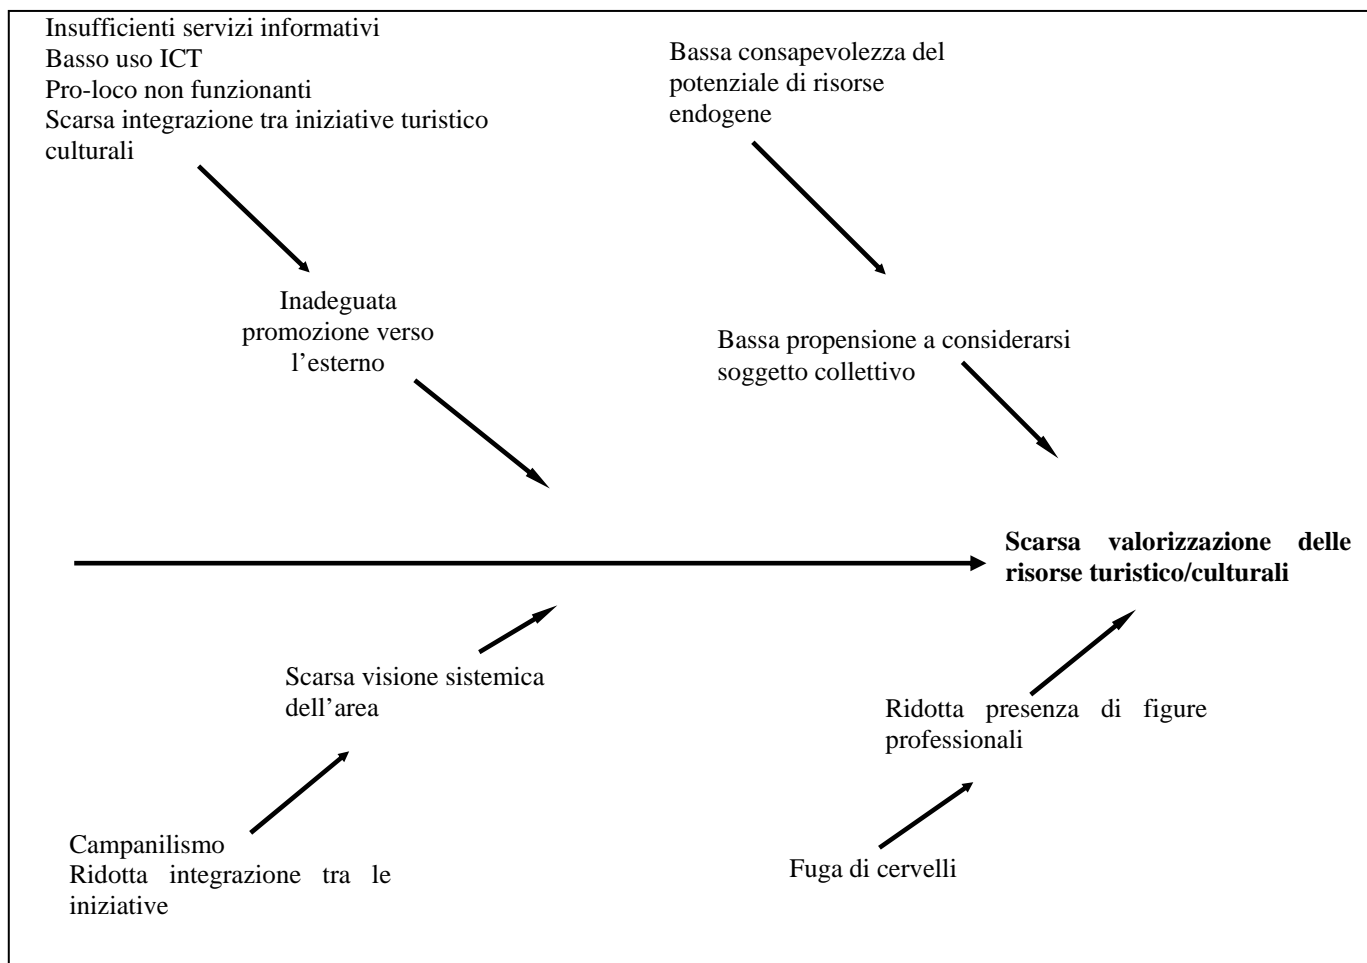 Insufficienti servizi informativi
Basso uso ICT
Pro-loco non funzionanti
Scarsa integrazione tra iniziative turistico
culturali
Bassa consapevolezza del
potenziale di risorse
endogene
Inadeguata
promozione verso
l’esterno
Bassa propensione a considerarsi
soggetto collettivo
Scarsa valorizzazione delle
risorse turistico/culturali
Scarsa visione sistemica
dell’area
Ridotta presenza di figure
professionali
Campanilismo
Ridotta integrazione tra le
iniziative
Fuga di cervelli